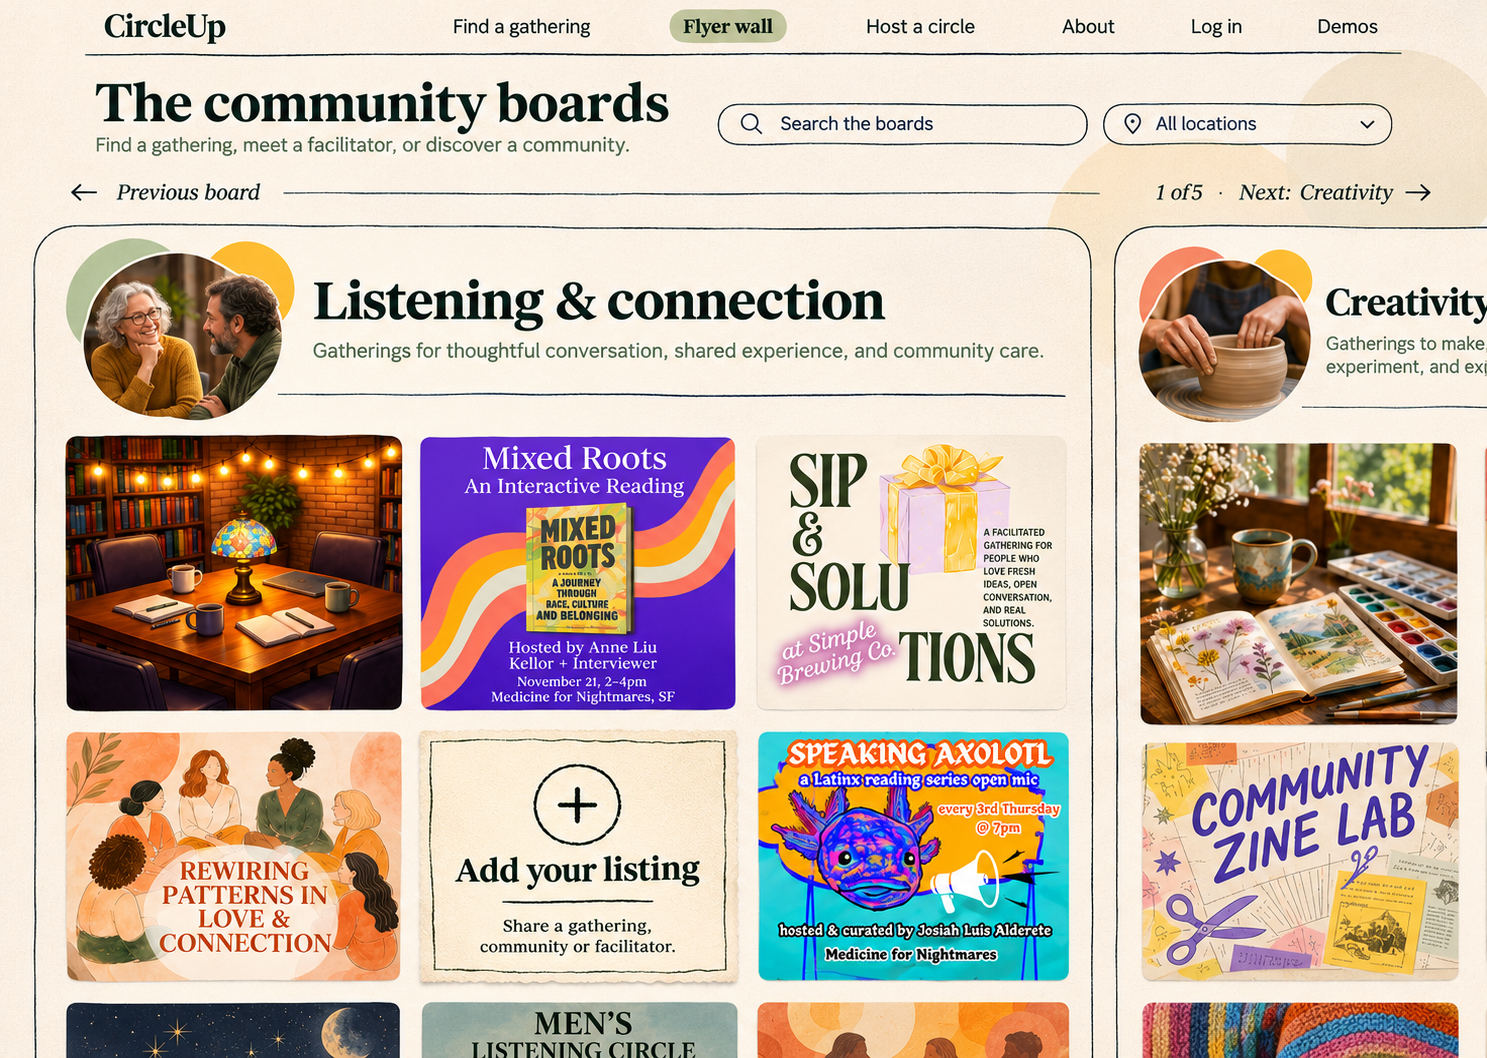 CircleUp
Find a gathering
Flyer wall
Host a circle
About
Log in
Demos
The community boards
Find a gathering, meet a facilitator, or discover a community.
Search the boards
All locations
Previous board
1 of 5 · Next: Creativity
Listening & connection
Gatherings for thoughtful conversation, shared experience, and community care.
Mixed Roots
An Interactive Reading
MIXED
ROOTS
A JOURNEY
THROUGH
RACE, CULTURE
AND BELONGING
Hosted by Anne Liu
Kellor + Interviewer
November 21, 2–4pm
Medicine for Nightmares, SF
SIP
&
SOLU
TIONS
A FACILITATED
GATHERING FOR
PEOPLE WHO
LOVE FRESH
IDEAS, OPEN
CONVERSATION,
AND REAL
SOLUTIONS.
at Simple
Brewing Co.
REWIRING
PATTERNS IN
LOVE &
CONNECTION
Add your listing
Share a gathering,
community or facilitator.
SPEAKING AXOLOTL
a Latinx reading series open mic
every 3rd Thursday
@ 7pm
hosted & curated by Josiah Luis Alderete
Medicine for Nightmares
MEN'S
LISTENING CIRCLE
Creativity
Gatherings to make,
experiment, and
COMMUNITY
ZINE LAB